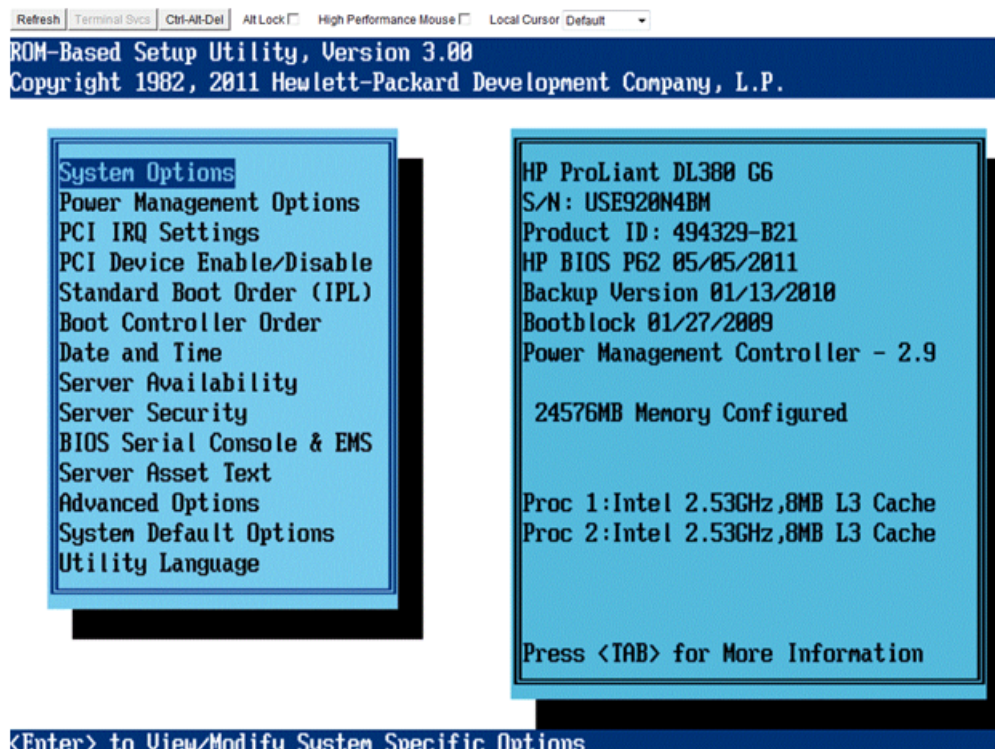 Refresh Terminal Svcs Ctrl-Alt-Del Alt Lock High Performance Mouse Local Cursor Default
ROM-Based Setup Utility, Version 3.00
Copyright 1982, 2011 Hewlett-Packard Development Company, L.P.
System Options
Power Management Options
PCI IRQ Settings
PCI Device Enable/Disable
Standard Boot Order (IPL)
Boot Controller Order
Date and Time
Server Availability
Server Security
BIOS Serial Console & EMS
Server Asset Text
Advanced Options
System Default Options
Utility Language
HP ProLiant DL380 G6
S/N: USE920N4BM
Product ID: 494329-B21
HP BIOS P62 05/05/2011
Backup Version 01/13/2010
Bootblock 01/27/2009
Power Management Controller - 2.9
24576MB Memory Configured
Proc 1:Intel 2.53GHz,8MB L3 Cache
Proc 2:Intel 2.53GHz,8MB L3 Cache
Press <TAB> for More Information
<Enter> to View/Modify System Specific Options